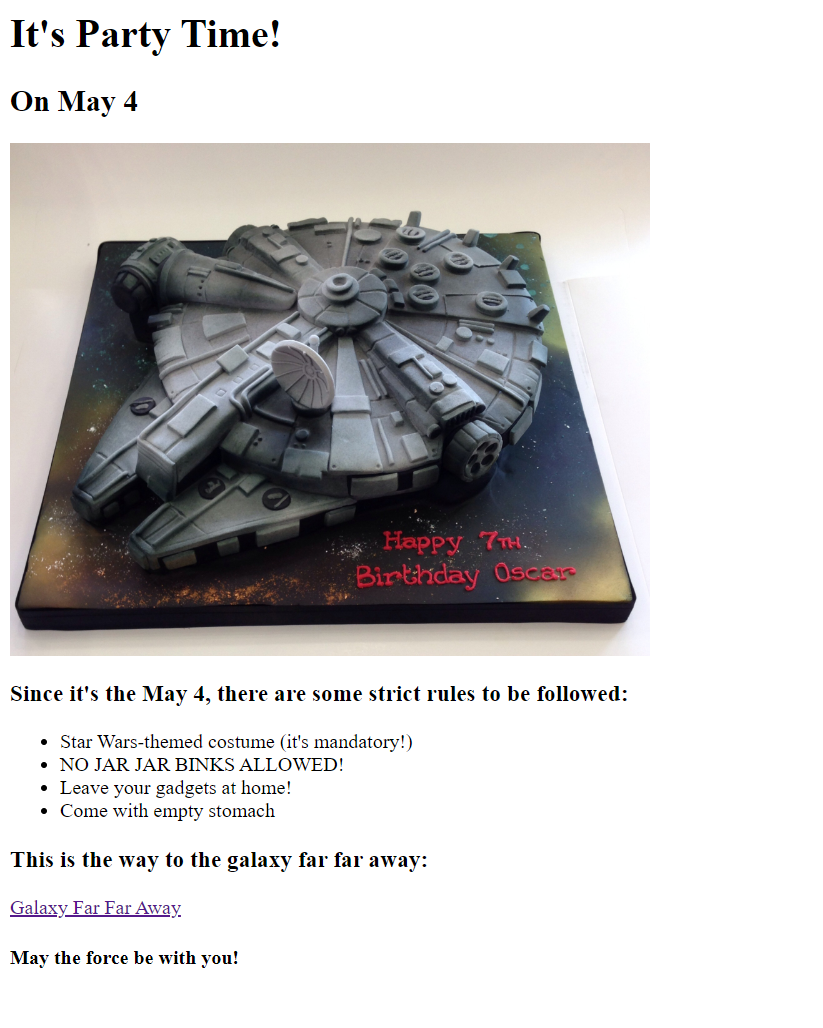 It's Party Time!
On May 4
Happy 7TH
Birthday Oscar
Since it's the May 4, there are some strict rules to be followed:
Star Wars-themed costume (it's mandatory!)
NO JAR JAR BINKS ALLOWED!
Leave your gadgets at home!
Come with empty stomach
This is the way to the galaxy far far away:
Galaxy Far Far Away
May the force be with you!